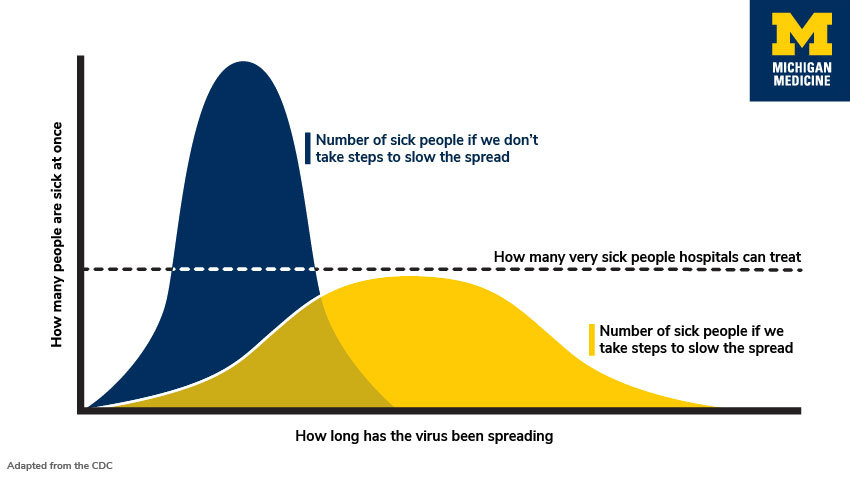 M
MICHIGAN
MEDICINE
How many people are sick at once
Number of sick people if we don’t
take steps to slow the spread
How many very sick people hospitals can treat
Number of sick people if we
take steps to slow the spread
How long has the virus been spreading
Adapted from the CDC